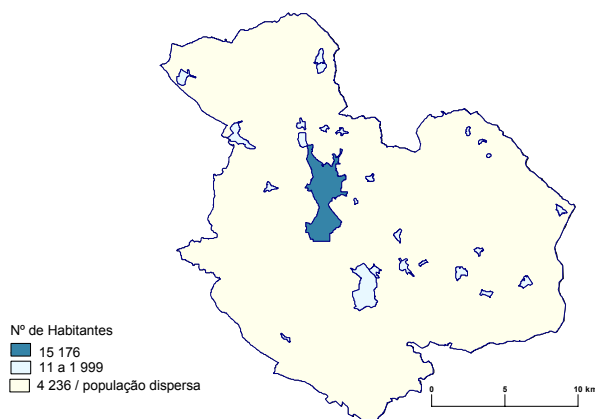 Nº de Habitantes
15 176
11 a 1 999
4 236 / população dispersa
0 5 10 km